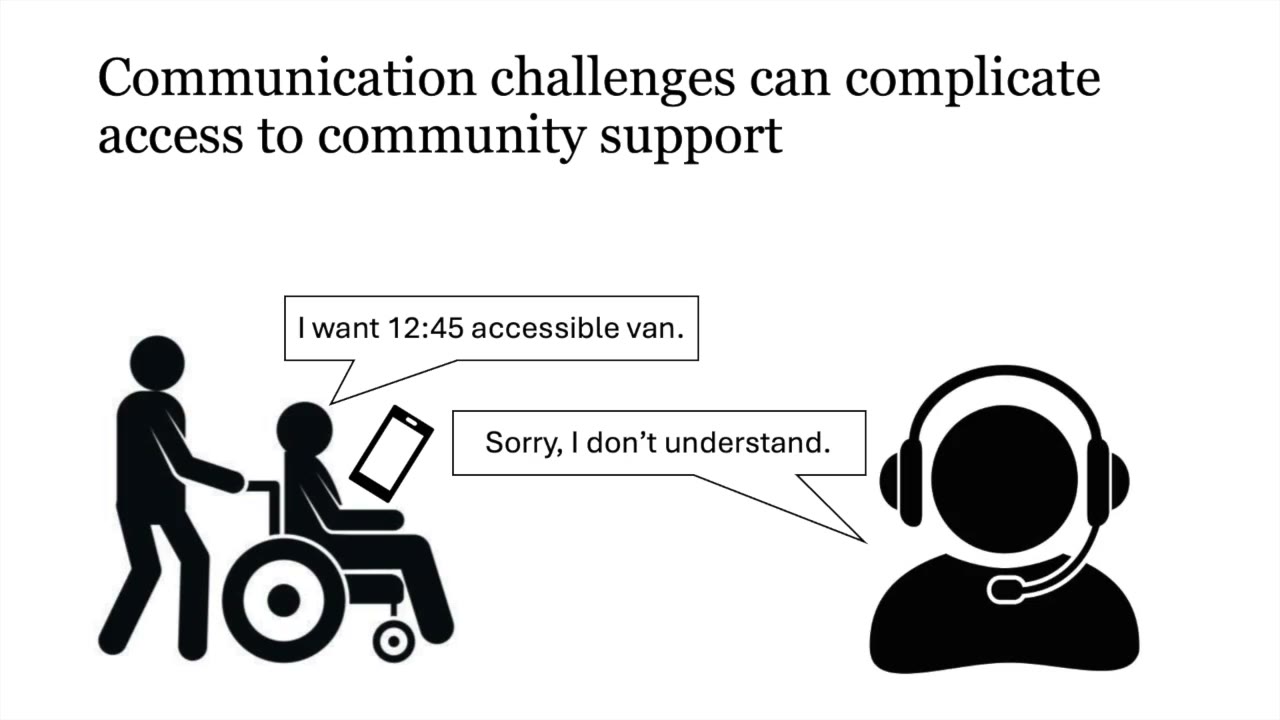 Communication challenges can complicate
access to community support
I want 12:45 accessible van.
Sorry, I don’t understand.